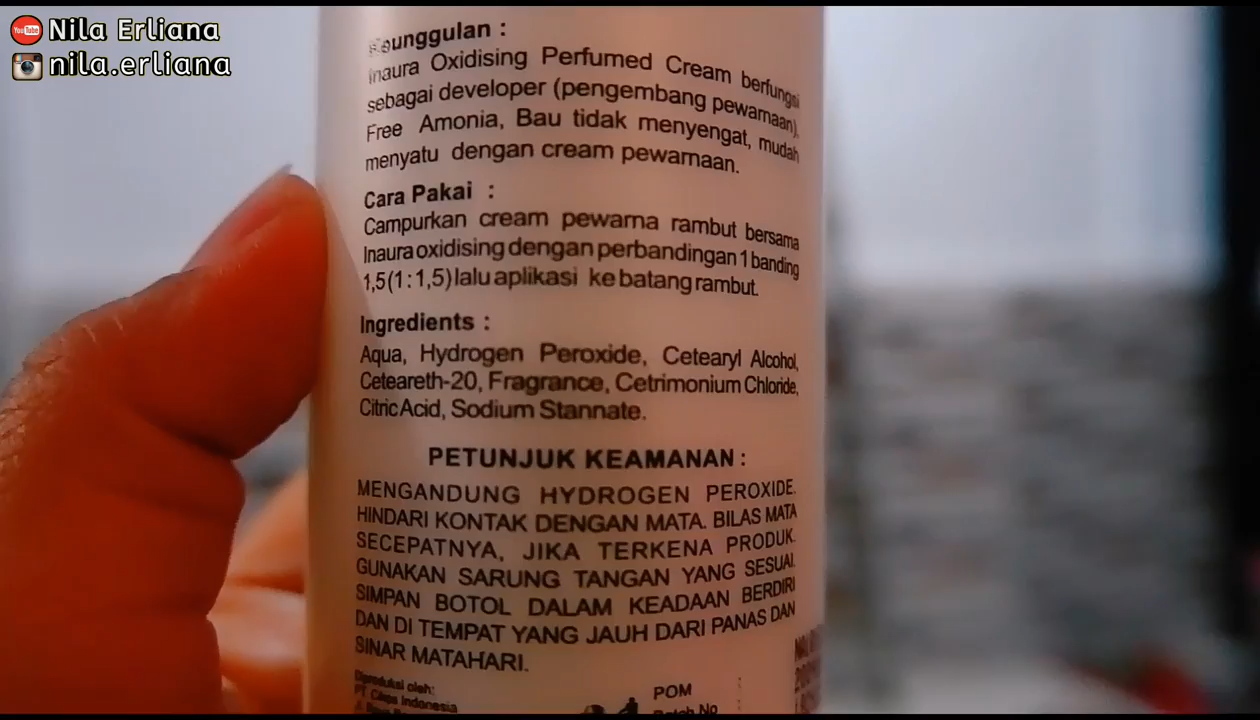 Nila Erliana
nila.erliana
Keunggulan :
Inaura Oxidising Perfumed Cream berfungsi
sebagai developer (pengembang pewarnaan),
Free Amonia, Bau tidak menyengat, mudah
menyatu dengan cream pewarnaan.
Cara Pakai :
Campurkan cream pewarna rambut bersama
Inaura oxidising dengan perbandingan 1 banding
1,5 (1 : 1,5) lalu aplikasi ke batang rambut.
Ingredients :
Aqua, Hydrogen Peroxide, Cetearyl Alcohol,
Ceteareth-20, Fragrance, Cetrimonium Chloride,
Citric Acid, Sodium Stannate.
PETUNJUK KEAMANAN :
MENGANDUNG HYDROGEN PEROXIDE.
HINDARI KONTAK DENGAN MATA. BILAS MATA
SECEPATNYA, JIKA TERKENA PRODUK.
GUNAKAN SARUNG TANGAN YANG SESUAI.
SIMPAN BOTOL DALAM KEADAAN BERDIRI
DAN DI TEMPAT YANG JAUH DARI PANAS DAN
SINAR MATAHARI.
Diproduksi oleh:
PT. Cikpa Indonesia
POM
Batch No